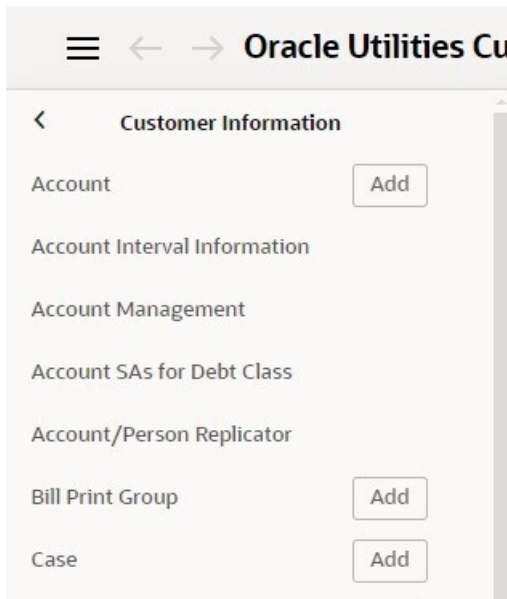 Oracle Utilities Cu
Customer Information
Account Add
Account Interval Information
Account Management
Account SAs for Debt Class
Account/Person Replicator
Bill Print Group Add
Case Add